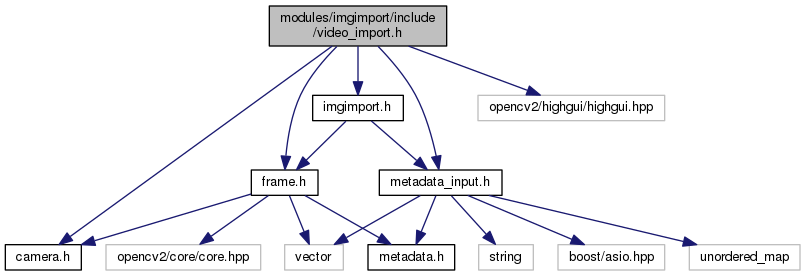 modules/imgimport/include
/video_import.h
imgimport.h
opencv2/highgui/highgui.hpp
frame.h
metadata_input.h
camera.h
opencv2/core/core.hpp
vector
metadata.h
string
boost/asio.hpp
unordered_map